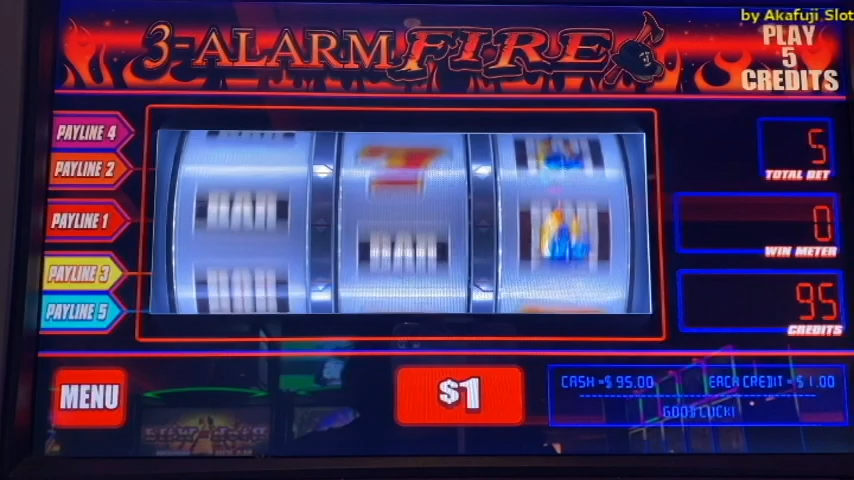 by Akafuji Slot
3-ALARM FIRE
PLAY
5
CREDITS
PAYLINE 4
PAYLINE 2
PAYLINE 1
PAYLINE 3
PAYLINE 5
5
TOTAL BET
0
WIN METER
95
CREDITS
MENU
$1
CASH = $ 95.00 EACH CREDIT = $ 1.00
GOOD LUCK!